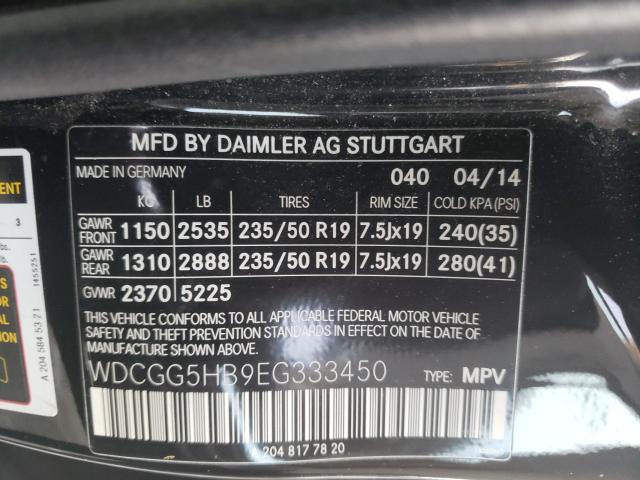 MFD BY DAIMLER AG STUTTGART
MADE IN GERMANY 040 04/14
KG LB TIRES RIM SIZE COLD KPA (PSI)
GAWR FRONT 1150 2535 235/50 R19 7.5Jx19 240(35)
GAWR REAR 1310 2888 235/50 R19 7.5Jx19 280(41)
GVWR 2370 5225
THIS VEHICLE CONFORMS TO ALL APPLICABLE FEDERAL MOTOR VEHICLE
SAFETY AND THEFT PREVENTION STANDARDS IN EFFECT ON THE DATE
OF MANUFACTURE SHOWN ABOVE.
WDCGG5HB9EG333450 TYPE: MPV
A 204 817 78 20
3
lbs.
1455251
A 204 584 53 21